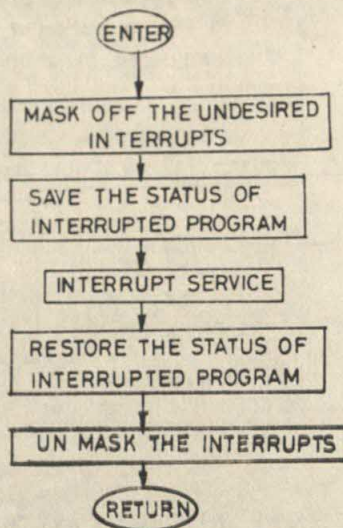 ENTER
MASK OFF THE UNDESIRED
INTERRUPTS
SAVE THE STATUS OF
INTERRUPTED PROGRAM
INTERRUPT SERVICE
RESTORE THE STATUS OF
INTERRUPTED PROGRAM
UN MASK THE INTERRUPTS
RETURN